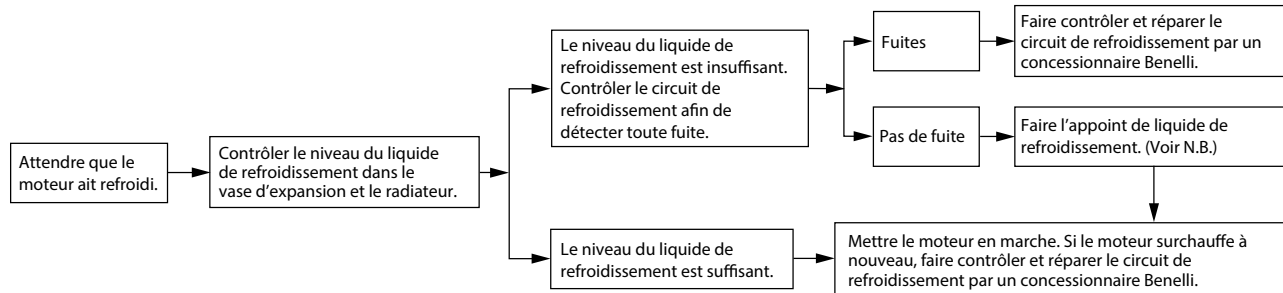 Attendre que le
moteur ait refroidi.
Contrôler le niveau du liquide
de refroidissement dans le
vase d'expansion et le radiateur.
Le niveau du liquide de
refroidissement est insuffisant.
Contrôler le circuit de
refroidissement afin de
détecter toute fuite.
Fuites
Faire contrôler et réparer le
circuit de refroidissement par un
concessionnaire Benelli.
Pas de fuite
Faire l'appoint de liquide de
refroidissement. (Voir N.B.)
Le niveau du liquide de
refroidissement est suffisant.
Mettre le moteur en marche. Si le moteur surchauffe à
nouveau, faire contrôler et réparer le circuit de
refroidissement par un concessionnaire Benelli.